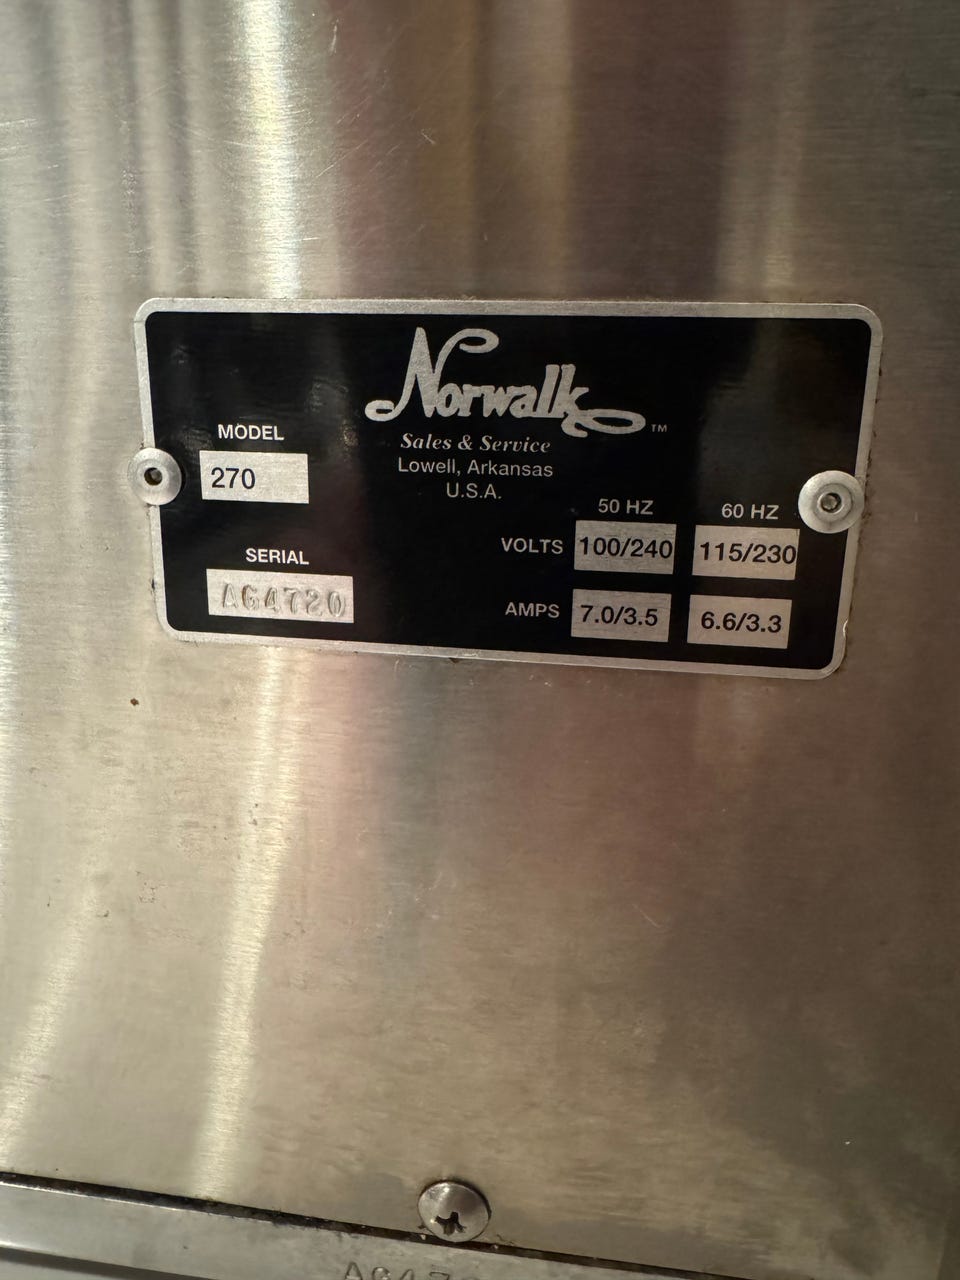 Norwalk™
Sales & Service
Lowell, Arkansas
U.S.A.
MODEL
270
SERIAL
AG4720
50 HZ 60 HZ
VOLTS 100/240 115/230
AMPS 7.0/3.5 6.6/3.3